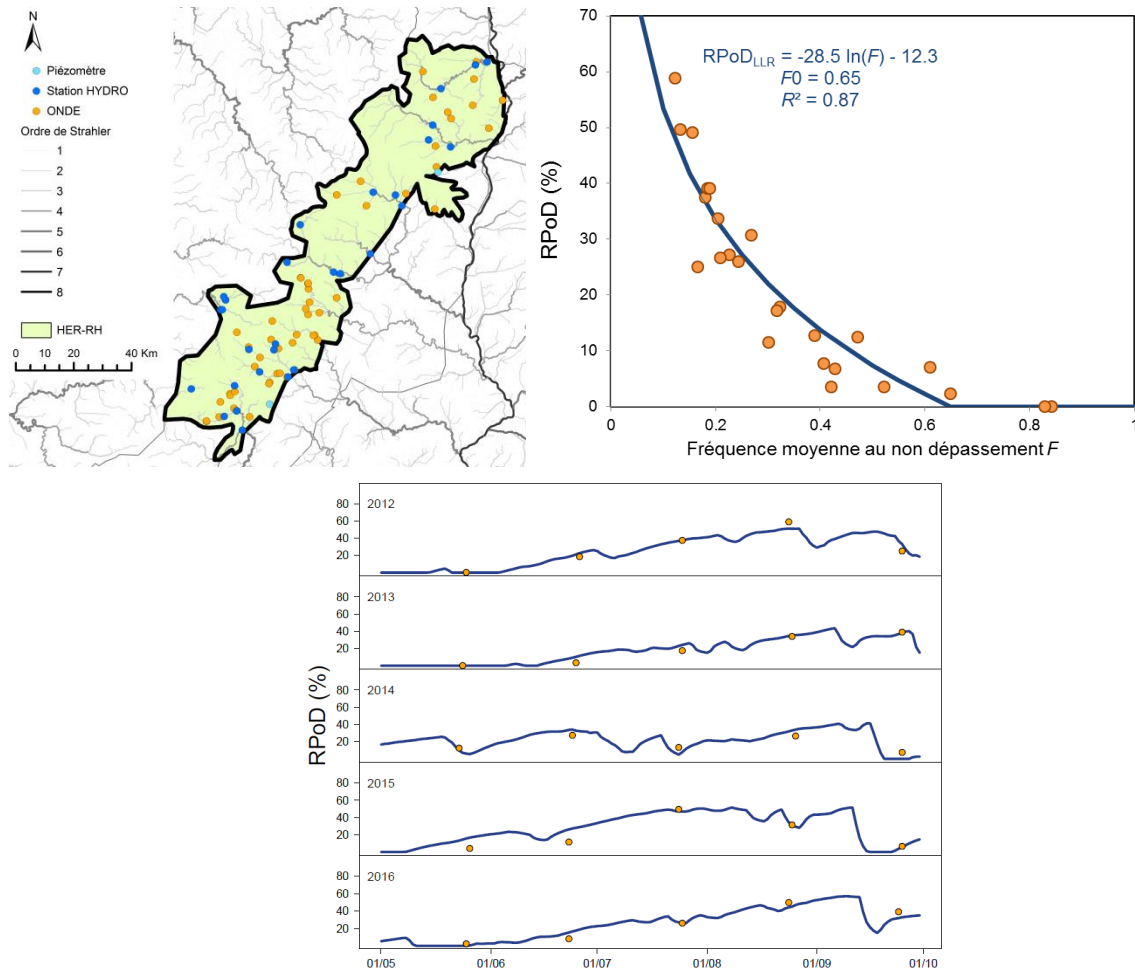 N
Piézomètre
Station HYDRO
ONDE
Ordre de Strahler
1
2
3
4
5
6
7
8
HER-RH
0 10 20 40 Km
RPoD (%)
70
60
50
40
30
20
10
0
RPoD_LLR = -28.5 ln(F) - 12.3
F0 = 0.65
R² = 0.87
0 0.2 0.4 0.6 0.8 1
Fréquence moyenne au non dépassement F
RPoD (%)
2012
80
60
40
20
2013
80
60
40
20
2014
80
60
40
20
2015
80
60
40
20
2016
80
60
40
20
01/05 01/06 01/07 01/08 01/09 01/10